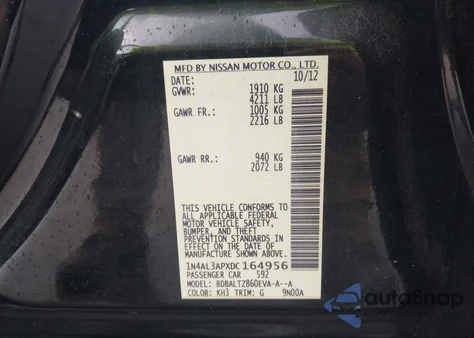 MFD BY NISSAN MOTOR CO., LTD.
DATE: 10/12
GVWR: 1910 KG
4211 LB
GAWR FR.: 1005 KG
2216 LB
GAWR RR.: 940 KG
2072 LB
THIS VEHICLE CONFORMS TO
ALL APPLICABLE FEDERAL
MOTOR VEHICLE SAFETY,
BUMPER, AND THEFT
PREVENTION STANDARDS IN
EFFECT ON THE DATE OF
MANUFACTURE SHOWN ABOVE.
1N4AL3APXDC164956
PASSENGER CAR 592
MODEL: BDBALTZ860EVA-A--A
COLOR: KH3 TRIM: G 9N00A
autoSnap